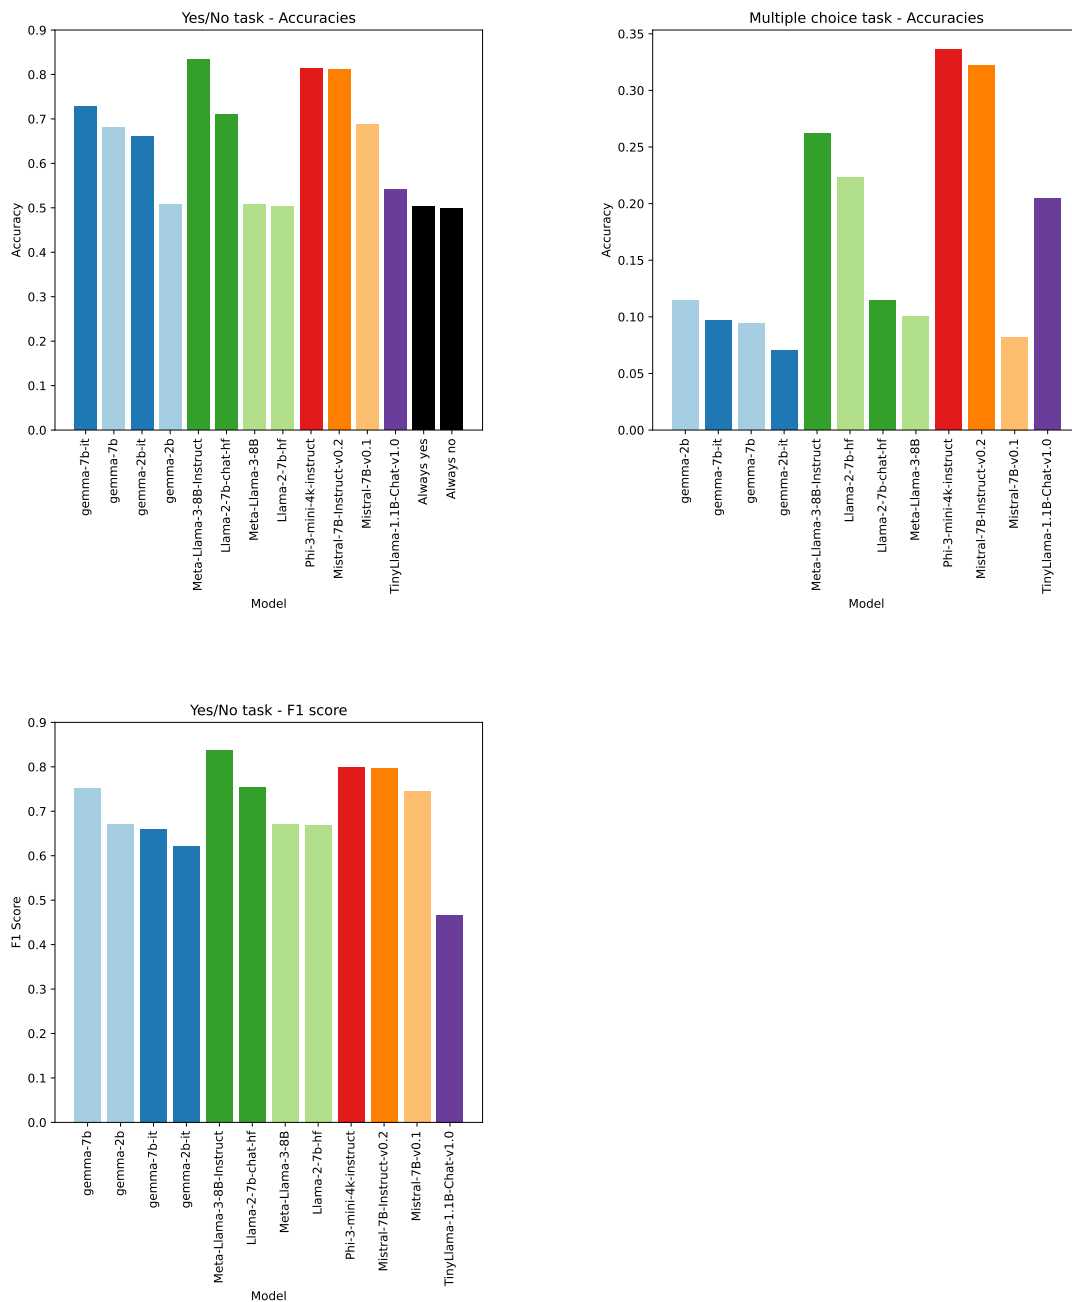 Yes/No task - Accuracies
Accuracy
0.9
0.8
0.7
0.6
0.5
0.4
0.3
0.2
0.1
0.0
gemma-7b-it
gemma-7b
gemma-2b-it
gemma-2b
Meta-Llama-3-8B-Instruct
Llama-2-7b-chat-hf
Meta-Llama-3-8B
Llama-2-7b-hf
Phi-3-mini-4k-instruct
Mistral-7B-Instruct-v0.2
Mistral-7B-v0.1
TinyLlama-1.1B-Chat-v1.0
Always yes
Always no
Model
Multiple choice task - Accuracies
Accuracy
0.35
0.30
0.25
0.20
0.15
0.10
0.05
0.00
gemma-2b
gemma-7b-it
gemma-7b
gemma-2b-it
Meta-Llama-3-8B-Instruct
Llama-2-7b-hf
Llama-2-7b-chat-hf
Meta-Llama-3-8B
Phi-3-mini-4k-instruct
Mistral-7B-Instruct-v0.2
Mistral-7B-v0.1
TinyLlama-1.1B-Chat-v1.0
Model
Yes/No task - F1 score
F1 Score
0.9
0.8
0.7
0.6
0.5
0.4
0.3
0.2
0.1
0.0
gemma-7b
gemma-2b
gemma-7b-it
gemma-2b-it
Meta-Llama-3-8B-Instruct
Llama-2-7b-chat-hf
Meta-Llama-3-8B
Llama-2-7b-hf
Phi-3-mini-4k-instruct
Mistral-7B-Instruct-v0.2
Mistral-7B-v0.1
TinyLlama-1.1B-Chat-v1.0
Model